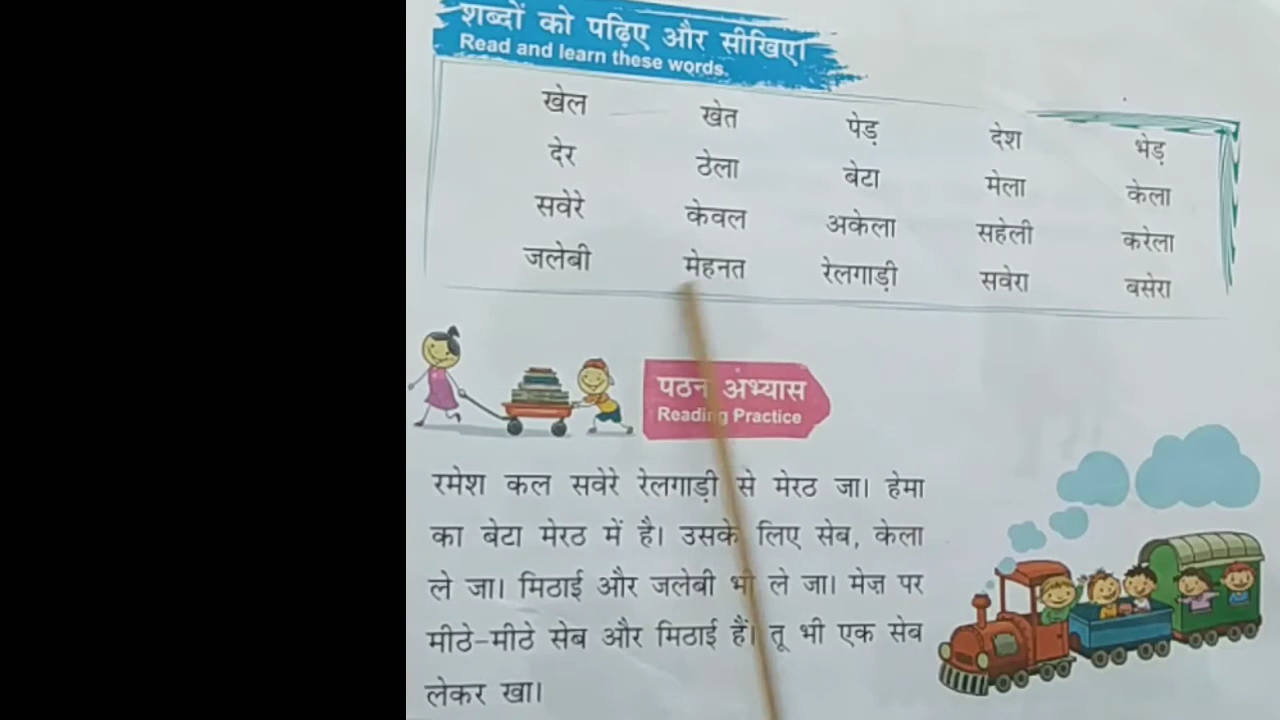 शब्दों को पढ़िए और सीखिए।
Read and learn these words.
खेल खेत पेड़ देश भेड़
देर ठेला बेटा मेला केला
सवेरे केवल अकेला सहेली करेला
जलेबी मेहनत रेलगाड़ी सवेरा बसेरा
पठन अभ्यास
Reading Practice
रमेश कल सवेरे रेलगाड़ी से मेरठ जा। हेमा
का बेटा मेरठ में है। उसके लिए सेब, केला
ले जा। मिठाई और जलेबी भी ले जा। मेज़ पर
मीठे-मीठे सेब और मिठाई हैं। तू भी एक सेब
लेकर खा।